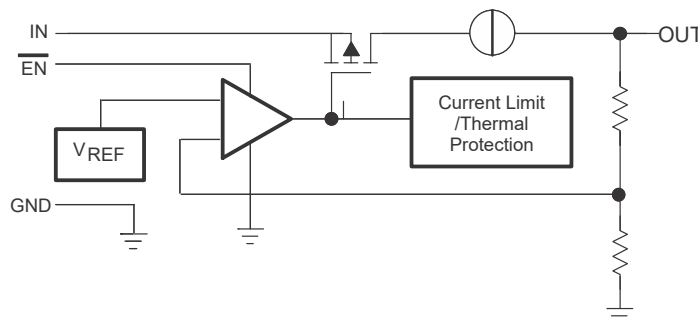 IN
OUT
EN
Current Limit
/Thermal
Protection
VREF
GND